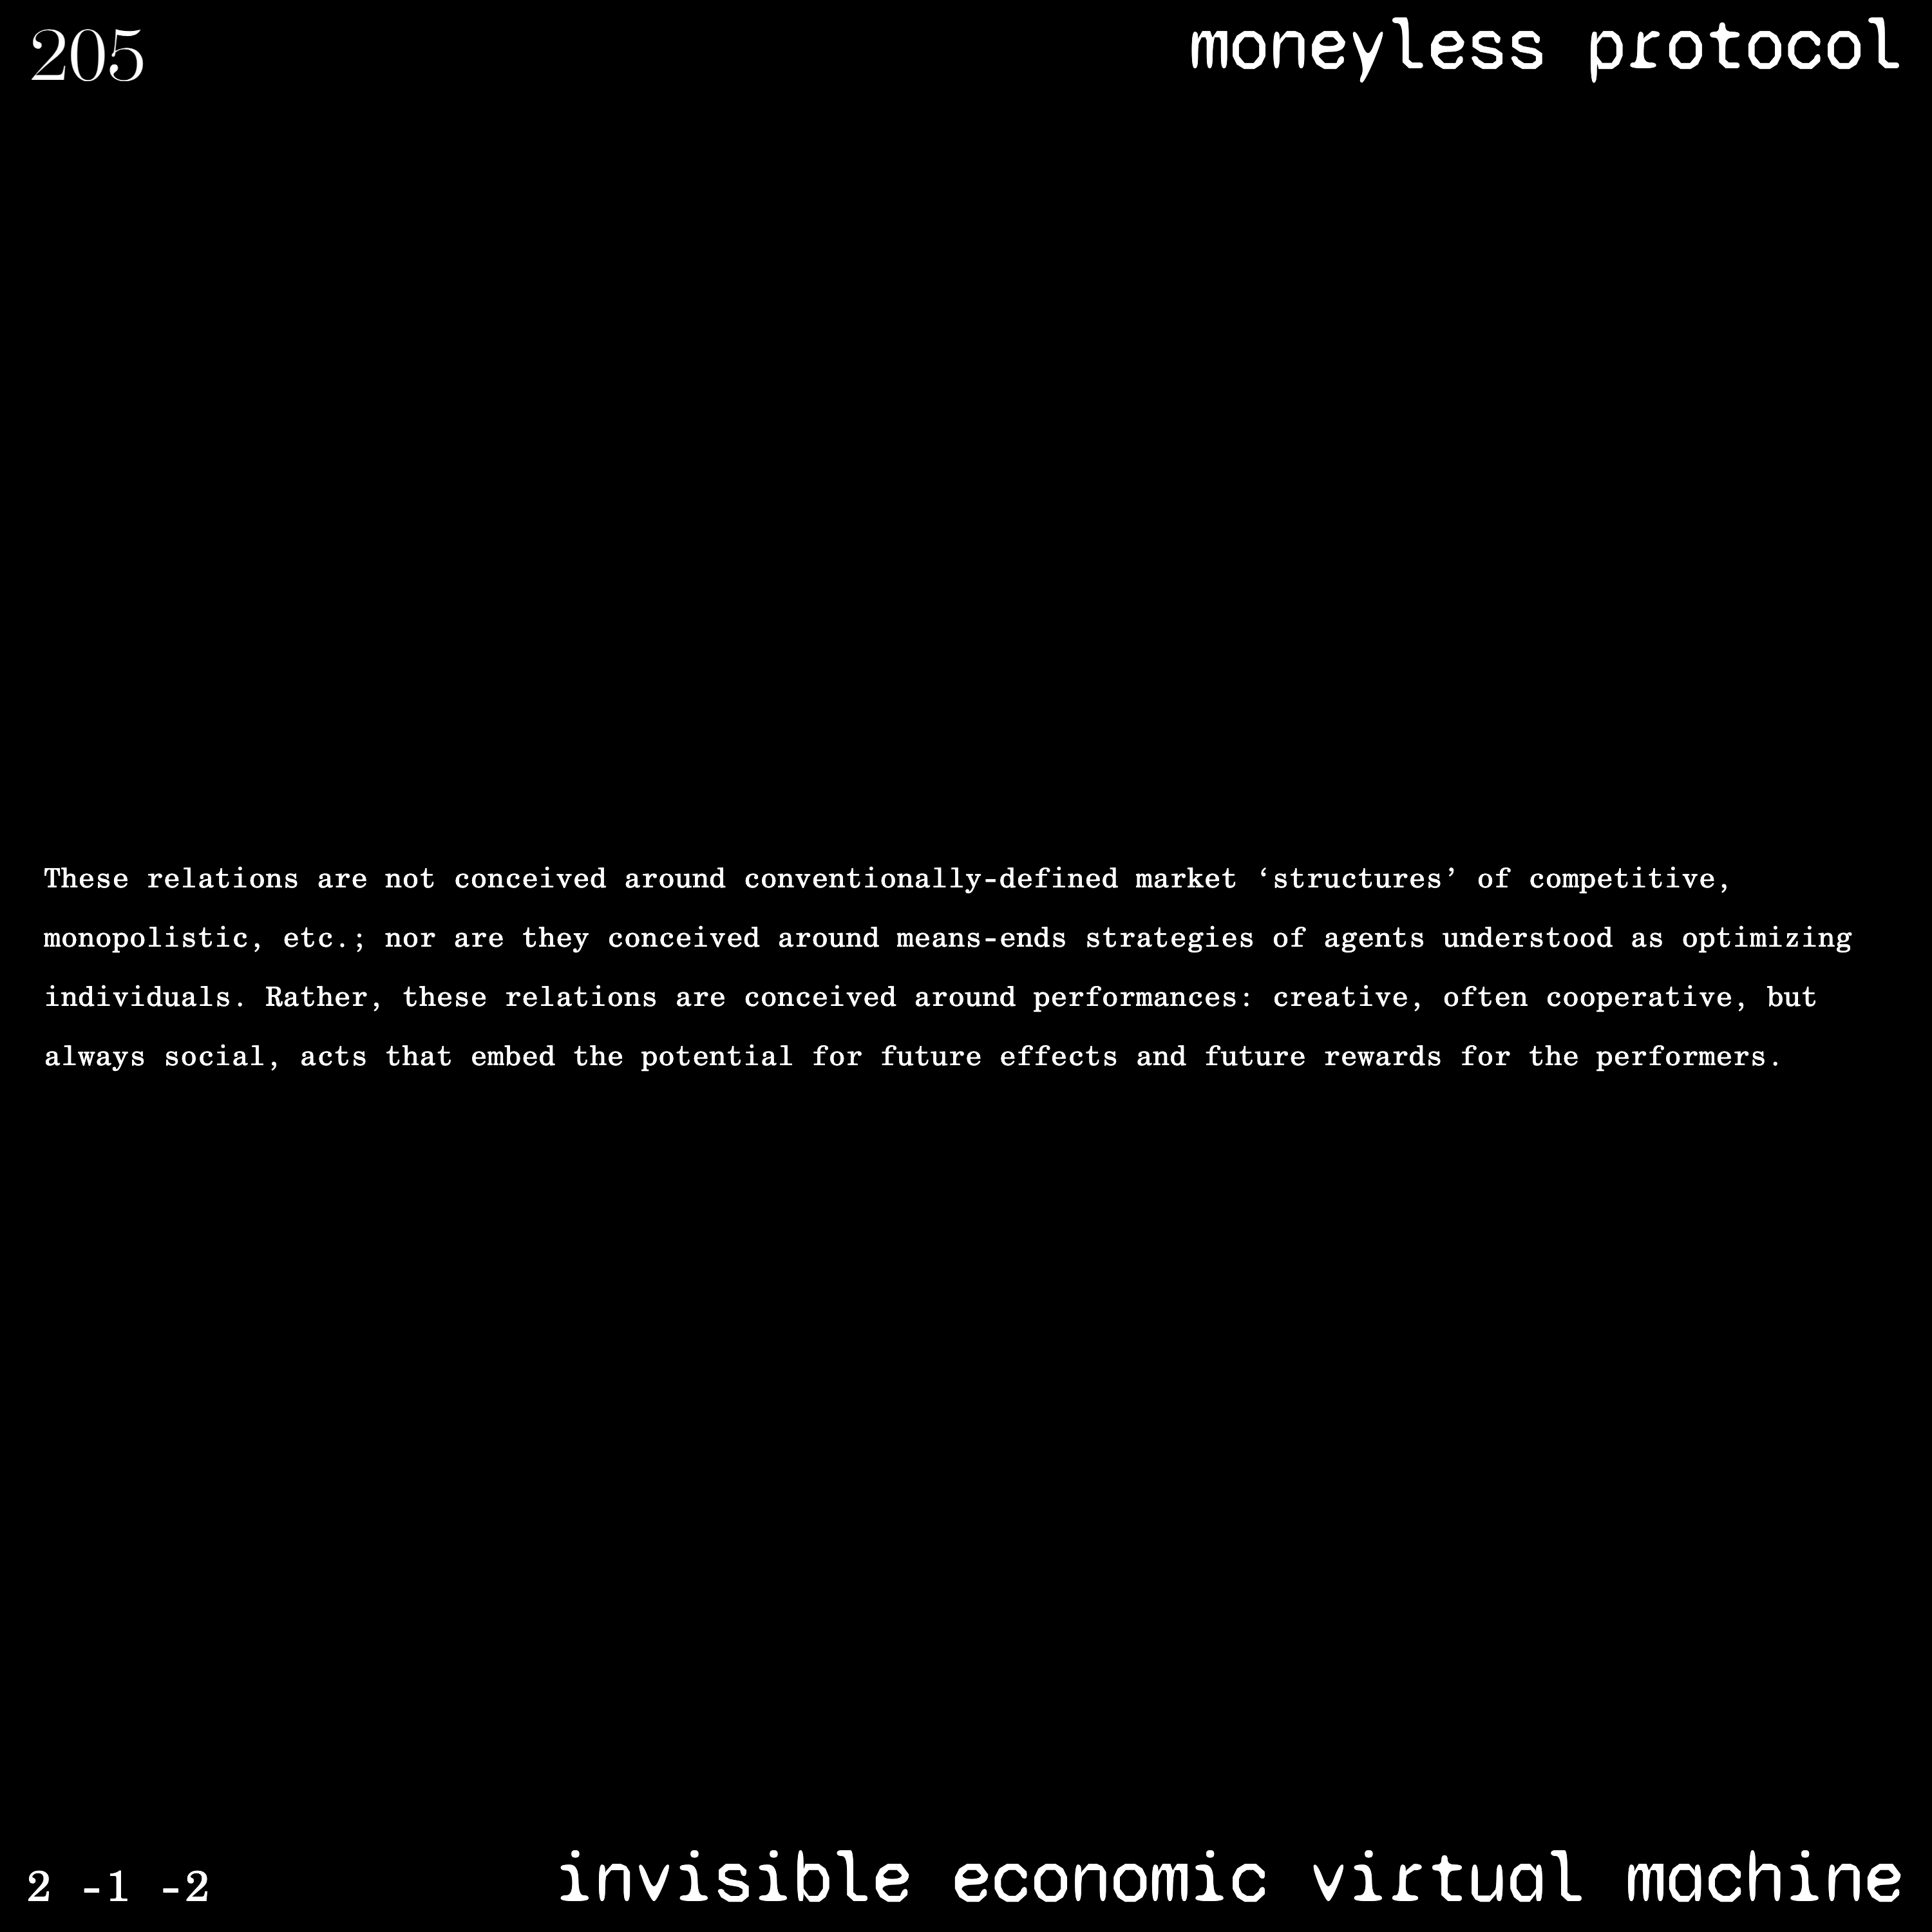 205
moneyless protocol
These relations are not conceived around conventionally-defined market ‘structures’ of competitive,
monopolistic, etc.; nor are they conceived around means-ends strategies of agents understood as optimizing
individuals. Rather, these relations are conceived around performances: creative, often cooperative, but
always social, acts that embed the potential for future effects and future rewards for the performers.
2 -1 -2
invisible economic virtual machine